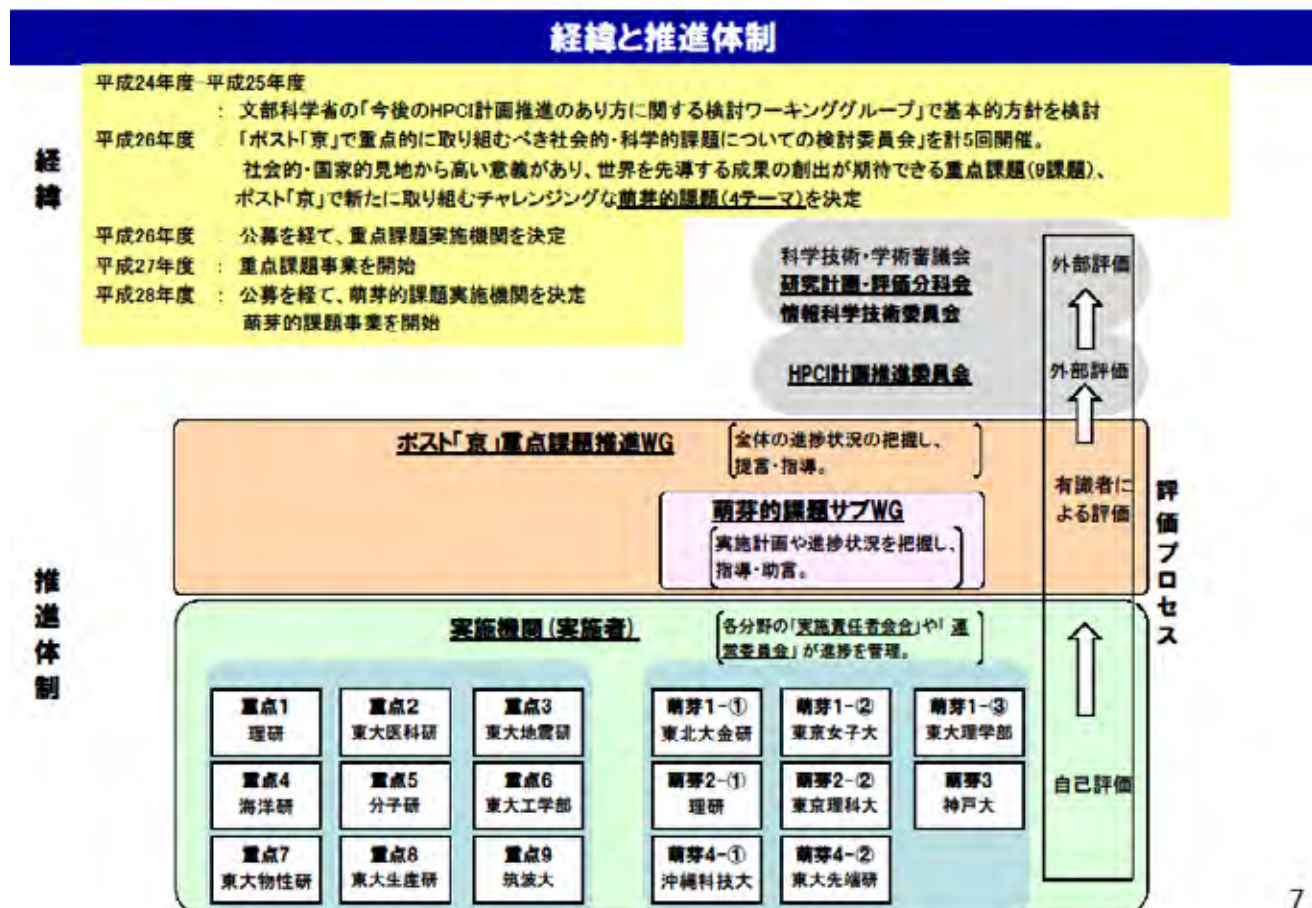 経緯と推進体制
経緯
平成24年度-平成25年度
: 文部科学省の「今後のHPCI計画推進のあり方に関する検討ワーキンググループ」で基本的方針を検討
平成26年度 : 「ポスト「京」で重点的に取り組むべき社会的・科学的課題についての検討委員会」を計5回開催。
社会的・国家的見地から高い意義があり、世界を先導する成果の創出が期待できる重点課題(9課題)、
ポスト「京」で新たに取り組むチャレンジングな萌芽的課題(4テーマ)を決定
平成26年度 : 公募を経て、重点課題実施機関を決定
平成27年度 : 重点課題事業を開始
平成28年度 : 公募を経て、萌芽的課題実施機関を決定
萌芽的課題事業を開始
科学技術・学術審議会
研究計画・評価分科会
情報科学技術委員会
外部評価
HPCI計画推進委員会
外部評価
推進体制
ポスト「京」重点課題推進WG
全体の進捗状況の把握し、
提言・指導。
萌芽的課題サブWG
実施計画や進捗状況を把握し、
指導・助言。
有識者に
よる評価
評価プロセス
実施機関(実施者)
各分野の「実施責任者会合」や「運
営委員会」が進捗を管理。
重点1
理研
重点2
東大医科研
重点3
東大地震研
重点4
海洋研
重点5
分子研
重点6
東大工学部
重点7
東大物性研
重点8
東大生産研
重点9
筑波大
萌芽1-①
東北大金研
萌芽1-②
東京女子大
萌芽1-③
東大理学部
萌芽2-①
理研
萌芽2-②
東京理科大
萌芽3
神戸大
萌芽4-①
沖縄科技大
萌芽4-②
東大先端研
自己評価
7